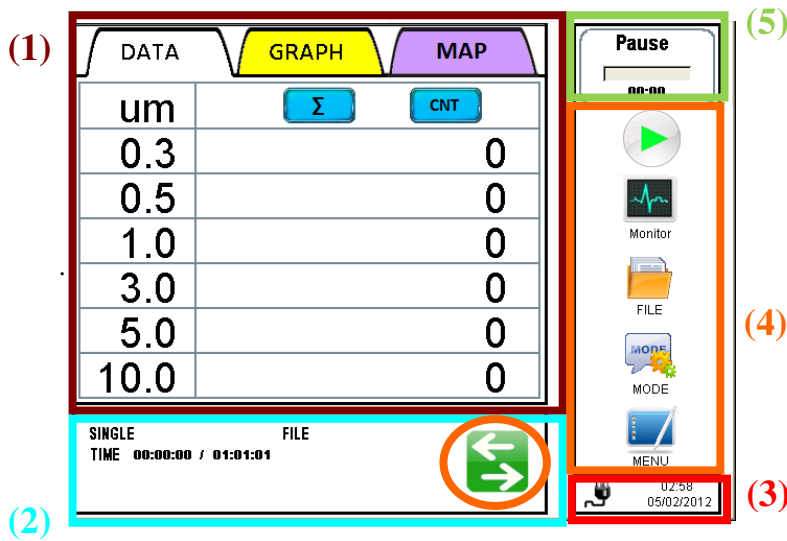 (1)
DATA GRAPH MAP
um Σ CNT
0.3 0
0.5 0
1.0 0
3.0 0
5.0 0
10.0 0
(2)
SINGLE FILE
TIME 00:00:00 / 01:01:01
(5)
Pause
00:00
(4)
Monitor
FILE
MODE
MODE
MENU
(3)
02:58
05/02/2012